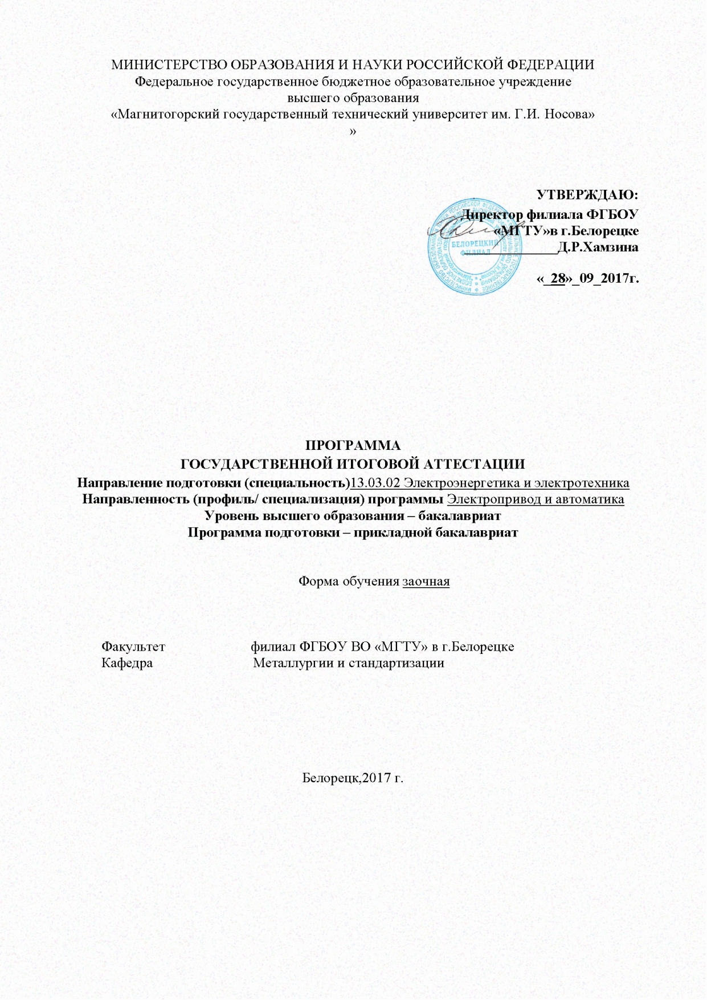 МИНИСТЕРСТВО ОБРАЗОВАНИЯ И НАУКИ РОССИЙСКОЙ ФЕДЕРАЦИИ
Федеральное государственное бюджетное образовательное учреждение
высшего образования
«Магнитогорский государственный технический университет им. Г.И. Носова»
»
УТВЕРЖДАЮ:
Директор филиала ФГБОУ
«МГТУ»в г.Белорецке
______________Д.Р.Хамзина
БЕЛОРЕЦКИЙ
ФИЛИАЛ
«_28»_09_2017г.
ПРОГРАММА
ГОСУДАРСТВЕННОЙ ИТОГОВОЙ АТТЕСТАЦИИ
Направление подготовки (специальность)13.03.02 Электроэнергетика и электротехника
Направленность (профиль/ специализация) программы Электропривод и автоматика
Уровень высшего образования – бакалавриат
Программа подготовки – прикладной бакалавриат
Форма обучения заочная
Факультет филиал ФГБОУ ВО «МГТУ» в г.Белорецке
Кафедра Металлургии и стандартизации
Белорецк,2017 г.